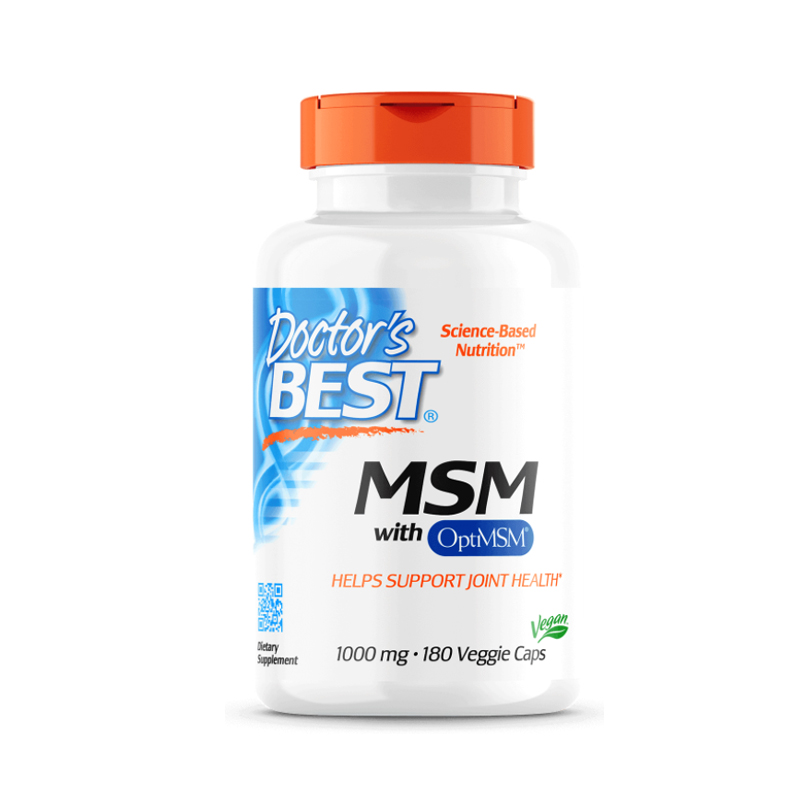 Doctor's
BEST®
Science-Based
Nutrition™
MSM
with OptiMSM®
HELPS SUPPORT JOINT HEALTH*
Vegan
Dietary
Supplement
1000 mg • 180 Veggie Caps